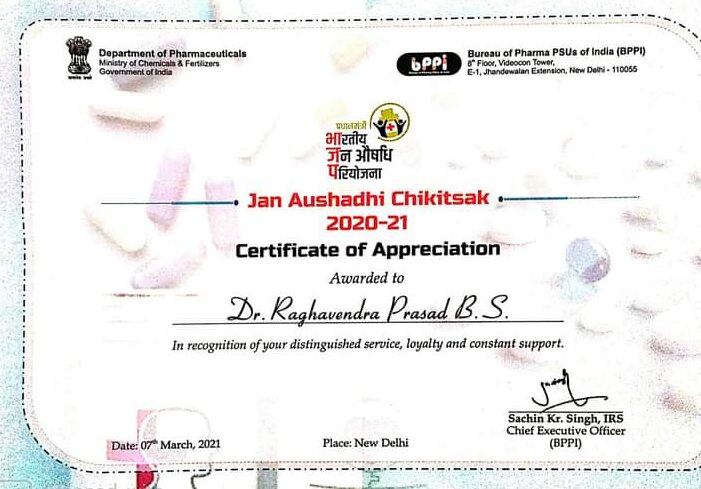 Department of Pharmaceuticals
Ministry of Chemicals & Fertilizers
Government of India
bppi
Bureau of Pharma PSUs of India (BPPI)
8th Floor, Videocon Tower,
E-1, Jhandewalan Extension, New Delhi - 110055
प्रधानमंत्री
भारतीय
जन औषधि
परियोजना
Jan Aushadhi Chikitsak
2020-21
Certificate of Appreciation
Awarded to
Dr. Raghavendra Prasad B. S.
In recognition of your distinguished service, loyalty and constant support.
Sachin Kr. Singh, IRS
Chief Executive Officer
(BPPI)
Date: 07th March, 2021
Place: New Delhi